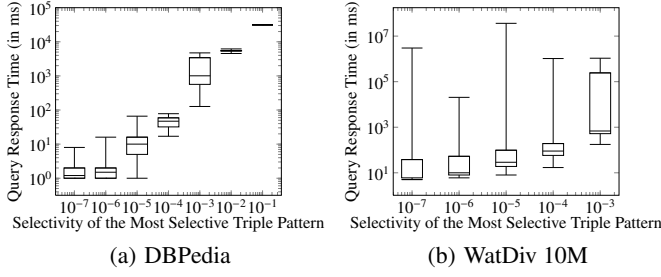 Query Response Time (in ms)
10^5
10^4
10^3
10^2
10^1
10^0
10^-7 10^-6 10^-5 10^-4 10^-3 10^-2 10^-1
Selectivity of the Most Selective Triple Pattern
(a) DBPedia
Query Response Time (in ms)
10^7
10^5
10^3
10^1
10^-7 10^-6 10^-5 10^-4 10^-3
Selectivity of the Most Selective Triple Pattern
(b) WatDiv 10M